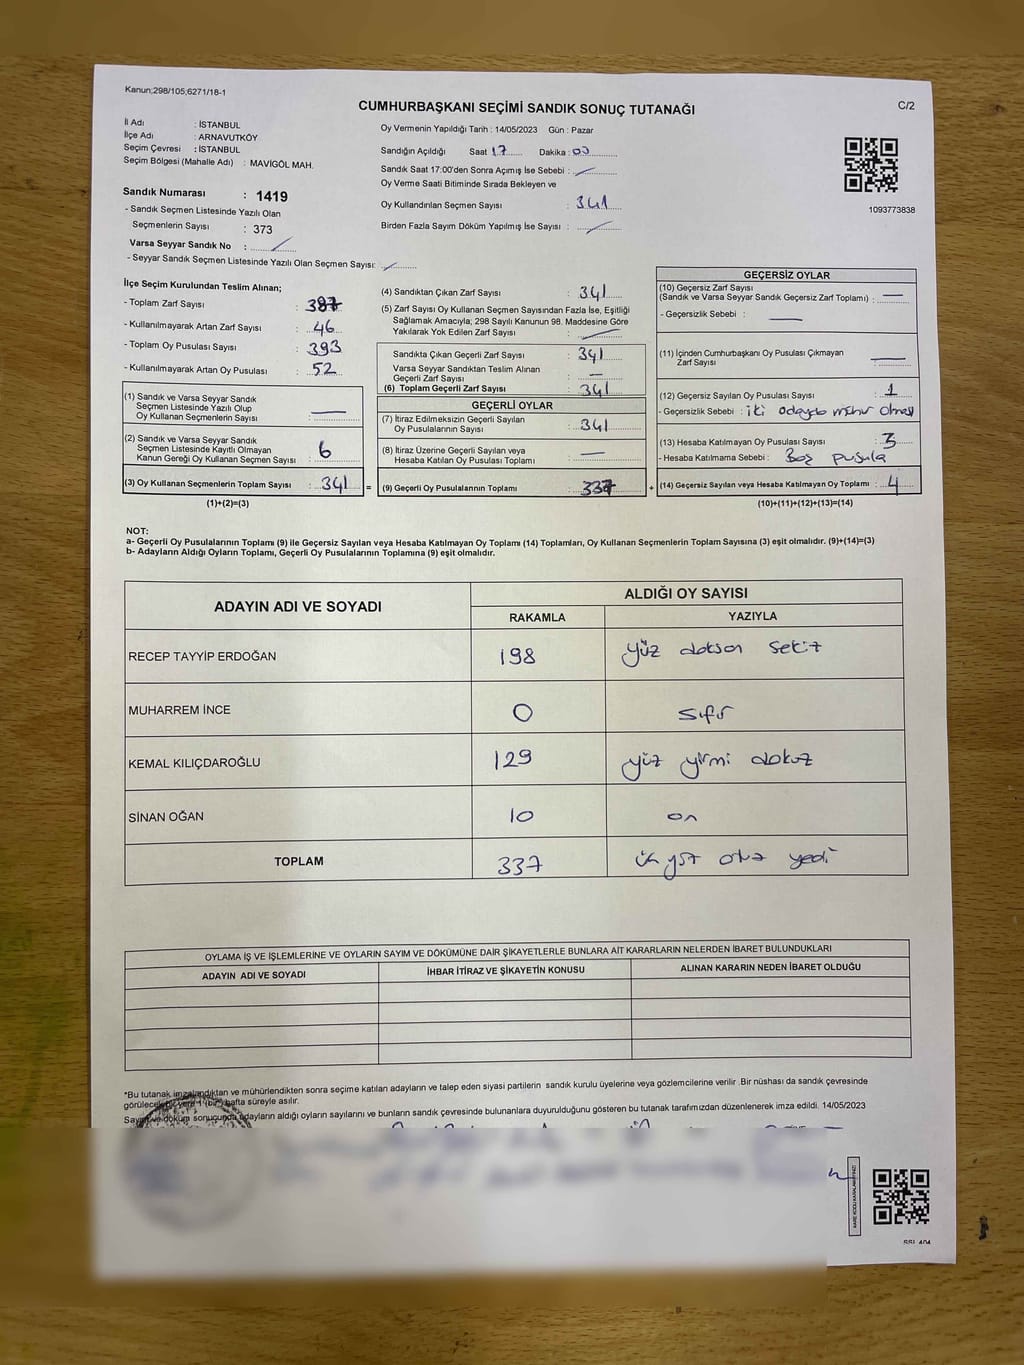 Kanun;298/105;6271/18-1
CUMHURBAŞKANI SEÇİMİ SANDIK SONUÇ TUTANAĞI
C/2
İl Adı : İSTANBUL
İlçe Adı : ARNAVUTKÖY
Seçim Çevresi : İSTANBUL
Seçim Bölgesi (Mahalle Adı) : MAVİGÖL MAH.
Sandık Numarası : 1419
- Sandık Seçmen Listesinde Yazılı Olan
Seçmenlerin Sayısı : 373
Varsa Seyyar Sandık No :
- Seyyar Sandık Seçmen Listesinde Yazılı Olan Seçmen Sayısı:
Oy Vermenin Yapıldığı Tarih : 14/05/2023 Gün : Pazar
Sandığın Açıldığı Saat 17 Dakika : 00
Sandık Saat 17:00'den Sonra Açımış İse Sebebi :
Oy Verme Saati Bitiminde Sırada Bekleyen ve
Oy Kullandırılan Seçmen Sayısı : 341
Birden Fazla Sayım Döküm Yapılmış İse Sayısı :
1093773838
İlçe Seçim Kurulundan Teslim Alınan;
- Toplam Zarf Sayısı : 387
- Kullanılmayarak Artan Zarf Sayısı : 46
- Toplam Oy Pusulası Sayısı : 393
- Kullanılmayarak Artan Oy Pusulası : 52
(1) Sandık ve Varsa Seyyar Sandık
Seçmen Listesinde Yazılı Olup
Oy Kullanan Seçmenlerin Sayısı :
(2) Sandık ve Varsa Seyyar Sandık
Seçmen Listesinde Kayıtlı Olmayan
Kanun Gereği Oy Kullanan Seçmen Sayısı : 6
(3) Oy Kullanan Seçmenlerin Toplam Sayısı : 341
(1)+(2)=(3)
(4) Sandıktan Çıkan Zarf Sayısı : 341
(5) Zarf Sayısı Oy Kullanan Seçmen Sayısından Fazla İse, Eşitliği
Sağlamak Amacıyla; 298 Sayılı Kanunun 98. Maddesine Göre
Yakılarak Yok Edilen Zarf Sayısı :
Sandıkta Çıkan Geçerli Zarf Sayısı : 341
Varsa Seyyar Sandıktan Teslim Alınan
Geçerli Zarf Sayısı : —
(6) Toplam Geçerli Zarf Sayısı : 341
GEÇERLİ OYLAR
(7) İtiraz Edilmeksizin Geçerli Sayılan
Oy Pusulalarının Sayısı : 341
(8) İtiraz Üzerine Geçerli Sayılan veya
Hesaba Katılan Oy Pusulası Toplamı : —
= (9) Geçerli Oy Pusulalarının Toplamı : 337 +
GEÇERSİZ OYLAR
(10) Geçersiz Zarf Sayısı
(Sandık ve Varsa Seyyar Sandık Geçersiz Zarf Toplamı) : —
- Geçersizlik Sebebi : —
(11) İçinden Cumhurbaşkanı Oy Pusulası Çıkmayan
Zarf Sayısı : —
(12) Geçersiz Sayılan Oy Pusulası Sayısı : 1
- Geçersizlik Sebebi : iki adayda mühür olması
(13) Hesaba Katılmayan Oy Pusulası Sayısı : 3
- Hesaba Katılmama Sebebi : Boş pusula
(14) Geçersiz Sayılan veya Hesaba Katılmayan Oy Toplamı : 4
(10)+(11)+(12)+(13)=(14)
NOT:
a- Geçerli Oy Pusulalarının Toplamı (9) ile Geçersiz Sayılan veya Hesaba Katılmayan Oy Toplamı (14) Toplamları, Oy Kullanan Seçmenlerin Toplam Sayısına (3) eşit olmalıdır. (9)+(14)=(3)
b- Adayların Aldığı Oyların Toplamı, Geçerli Oy Pusulalarının Toplamına (9) eşit olmalıdır.
ADAYIN ADI VE SOYADI
ALDIĞI OY SAYISI
RAKAMLA YAZIYLA
RECEP TAYYİP ERDOĞAN 198 yüz doksan sekiz
MUHARREM İNCE 0 sıfır
KEMAL KILIÇDAROĞLU 129 yüz yirmi dokuz
SİNAN OĞAN 10 on
TOPLAM 337 üç yüz otuz yedi
OYLAMA İŞ VE İŞLEMLERİNE VE OYLARIN SAYIM VE DÖKÜMÜNE DAİR ŞİKAYETLERLE BUNLARA AİT KARARLARIN NELERDEN İBARET BULUNDUKLARI
ADAYIN ADI VE SOYADI İHBAR İTİRAZ VE ŞİKAYETİN KONUSU ALINAN KARARIN NEDEN İBARET OLDUĞU
*Bu tutanak imzalandıktan ve mühürlendikten sonra seçime katılan adayların ve talep eden siyasi partilerin sandık kurulu üyelerine veya gözlemcilerine verilir .Bir nüshası da sandık çevresinde
görülecek bir yere 1 (bir) hafta süreyle asılır.
Sayım ve döküm sonucunda adayların aldığı oyların sayılarını ve bunların sandık çevresinde bulunanlara duyurulduğunu gösteren bu tutanak tarafımızdan düzenlenerek imza edildi. 14/05/2023